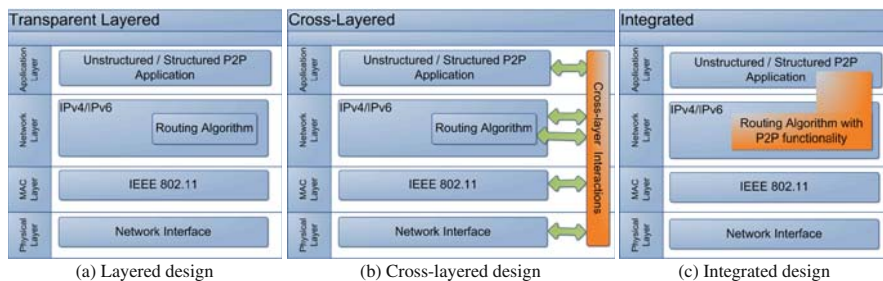 Transparent Layered
Application
Layer
Unstructured / Structured P2P
Application
Network
Layer
IPv4/IPv6
Routing Algorithm
MAC
Layer
IEEE 802.11
Physical
Layer
Network Interface
(a) Layered design
Cross-Layered
Application
Layer
Unstructured / Structured P2P
Application
Network
Layer
IPv4/IPv6
Routing Algorithm
MAC
Layer
IEEE 802.11
Physical
Layer
Network Interface
Cross-layer Interactions
(b) Cross-layered design
Integrated
Application
Layer
Unstructured / Structured P2P
Application
Network
Layer
IPv4/IPv6
Routing Algorithm with
P2P functionality
MAC
Layer
IEEE 802.11
Physical
Layer
Network Interface
(c) Integrated design